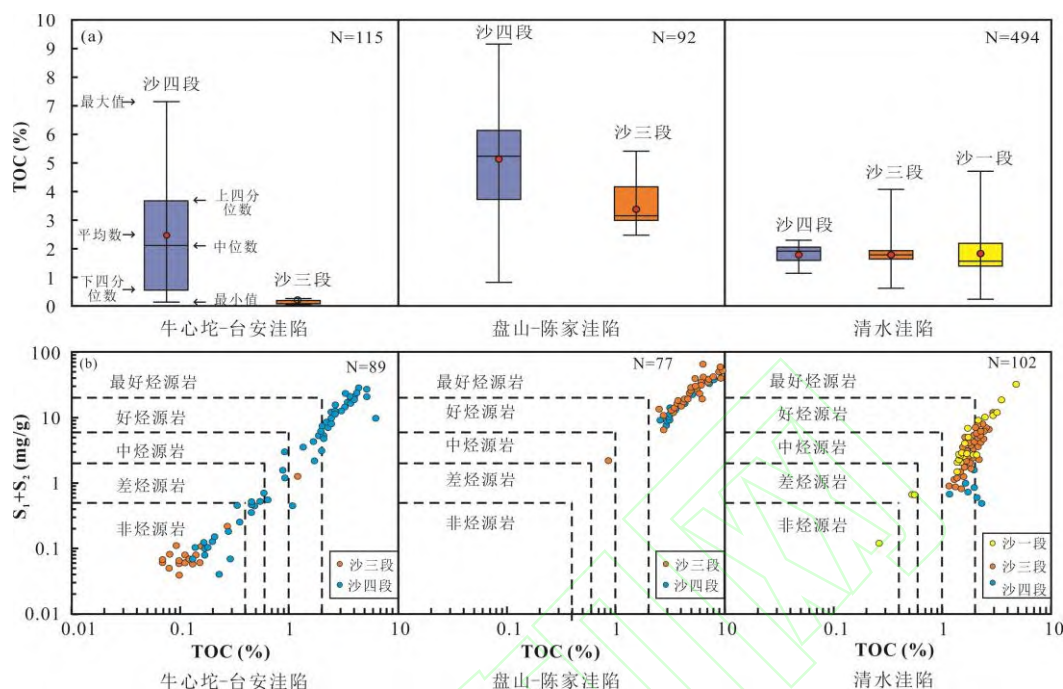 (a)
N=115
N=92
N=494
TOC (%)
10
9
8
7
6
5
4
3
2
1
0
沙四段
最大值
上四分
位数
平均数
中位数
下四分
位数
最小值
沙三段
沙四段
沙三段
沙四段
沙三段
沙一段
牛心坨-台安洼陷
盘山-陈家洼陷
清水洼陷
(b)
N=89
N=77
N=102
S₁+S₂ (mg/g)
100
10
1
0.1
0.01
最好烃源岩
好烃源岩
中烃源岩
差烃源岩
非烃源岩
沙三段
沙四段
最好烃源岩
好烃源岩
中烃源岩
差烃源岩
非烃源岩
沙三段
沙四段
最好烃源岩
好烃源岩
中烃源岩
差烃源岩
非烃源岩
沙一段
沙三段
沙四段
0.01
0.1
1
10
0.1
1
10
0.1
1
10
TOC (%)
TOC (%)
TOC (%)
牛心坨-台安洼陷
盘山-陈家洼陷
清水洼陷